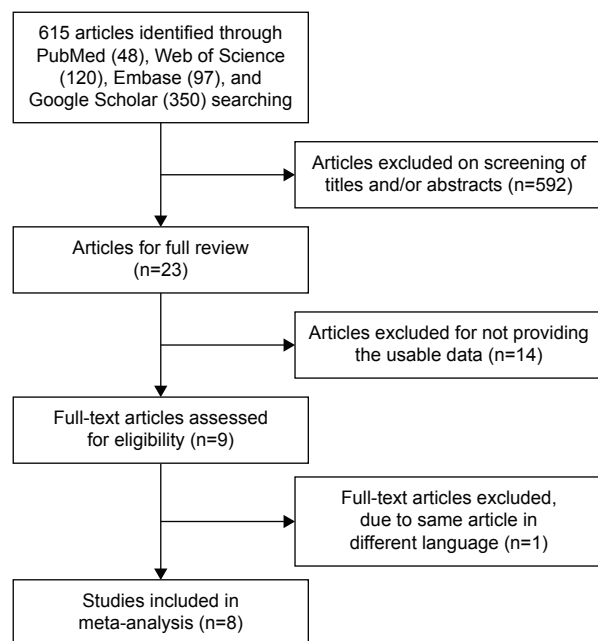 615 articles identified through
PubMed (48), Web of Science
(120), Embase (97), and
Google Scholar (350) searching
Articles excluded on screening of
titles and/or abstracts (n=592)
Articles for full review
(n=23)
Articles excluded for not providing
the usable data (n=14)
Full-text articles assessed
for eligibility (n=9)
Full-text articles excluded,
due to same article in
different language (n=1)
Studies included in
meta-analysis (n=8)